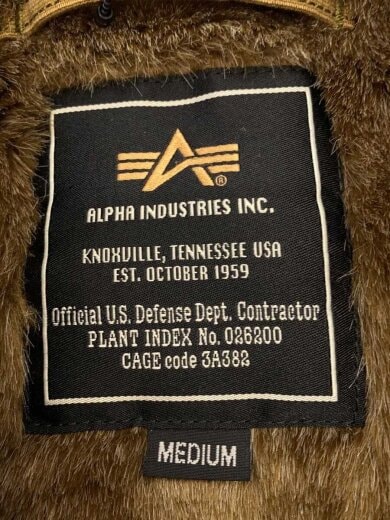 ALPHA INDUSTRIES INC.
KNOXVILLE, TENNESSEE USA
EST. OCTOBER 1959
Official U.S. Defense Dept. Contractor
PLANT INDEX No. 026200
CAGE code 3A382
MEDIUM